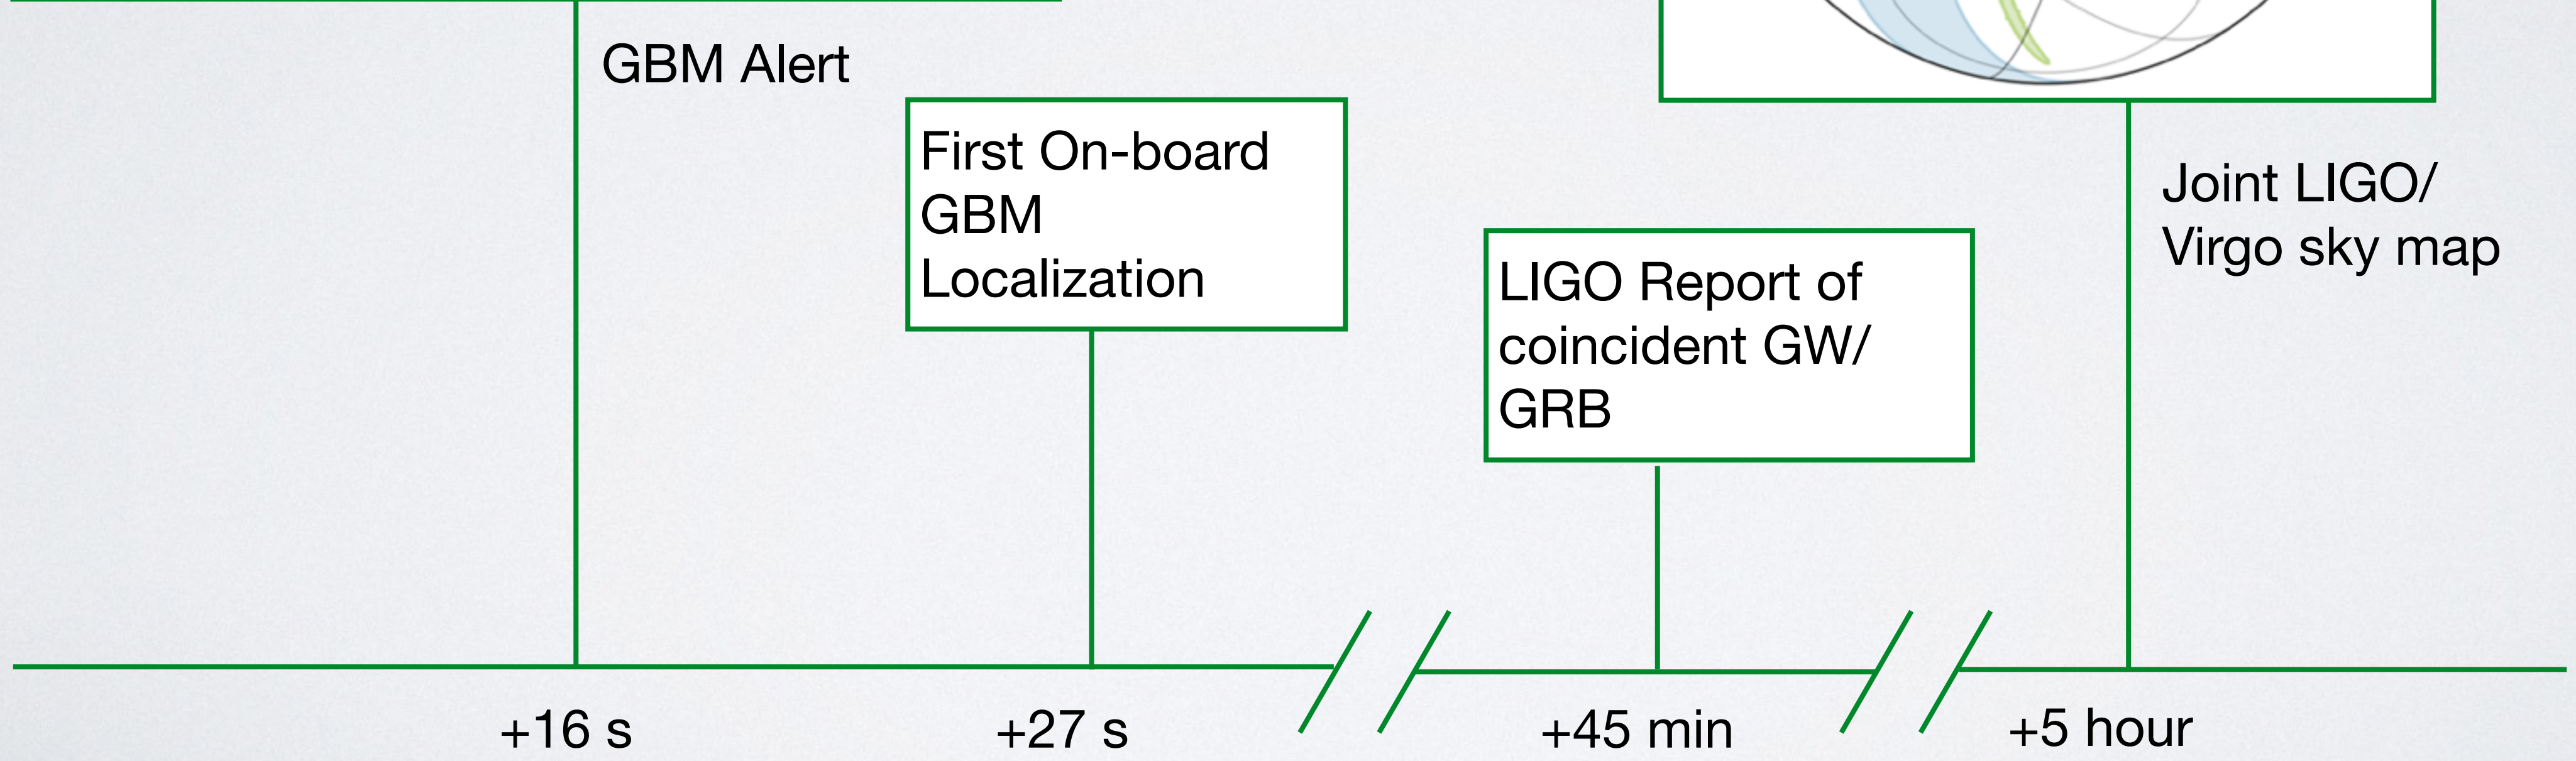 GBM Alert
First On-board
GBM
Localization
LIGO Report of
coincident GW/
GRB
Joint LIGO/
Virgo sky map
+16 s
+27 s
+45 min
+5 hour